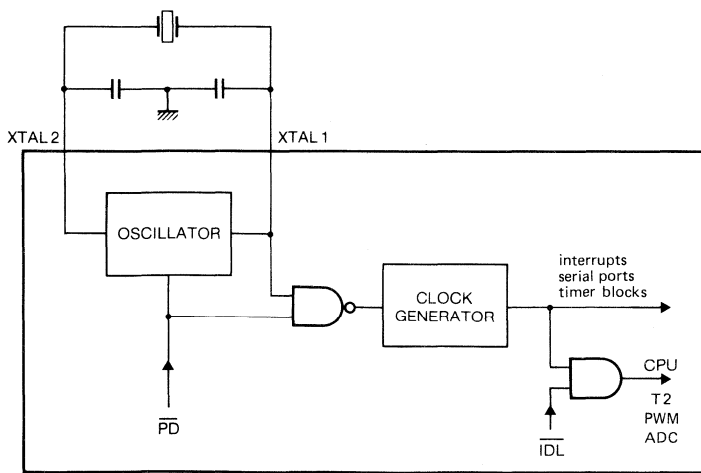 XTAL 2
XTAL 1
OSCILLATOR
interrupts
serial ports
timer blocks
CLOCK
GENERATOR
CPU
T2
PWM
ADC
PD
IDL